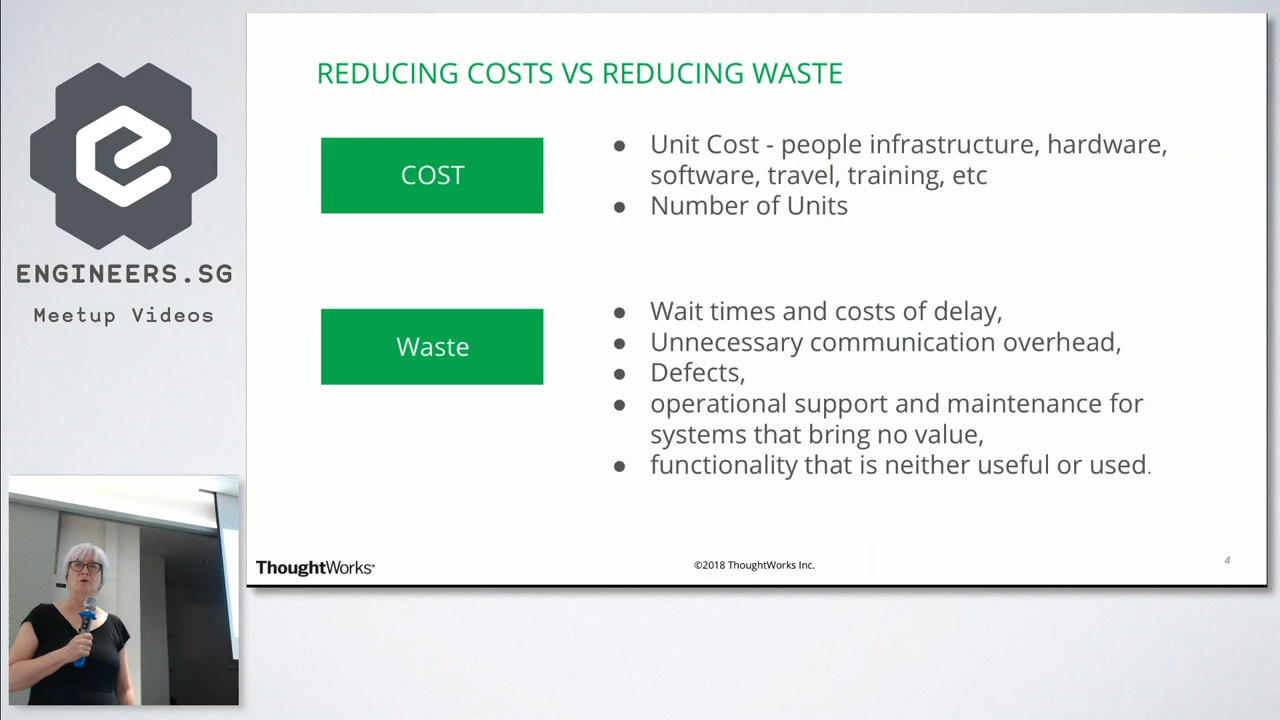 ENGINEERS.SG
Meetup Videos
REDUCING COSTS VS REDUCING WASTE
COST
● Unit Cost - people infrastructure, hardware,
software, travel, training, etc
● Number of Units
Waste
● Wait times and costs of delay,
● Unnecessary communication overhead,
● Defects,
● operational support and maintenance for
systems that bring no value,
● functionality that is neither useful or used.
ThoughtWorks®
©2018 ThoughtWorks Inc.
4